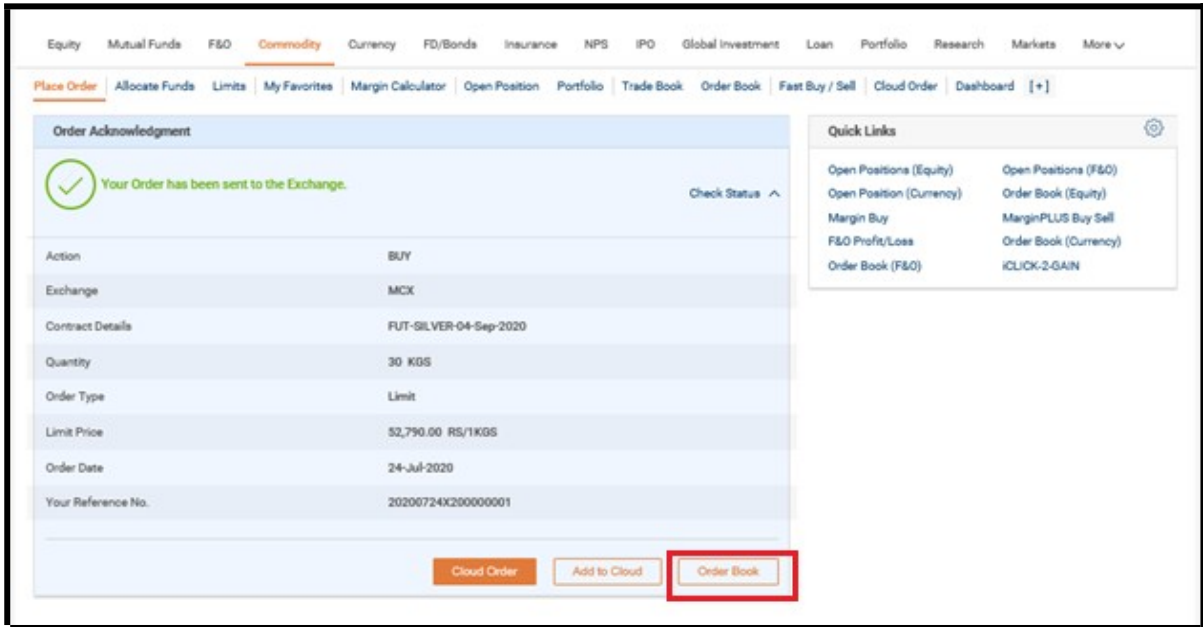 Equity Mutual Funds F&O Commodity Currency FD/Bonds Insurance NPS IPO Global Investment Loan Portfolio Research Markets More
Place Order Allocate Funds Limits My Favorites Margin Calculator Open Position Portfolio Trade Book Order Book Fast Buy / Sell Cloud Order Dashboard [+]
Order Acknowledgment
Your Order has been sent to the Exchange.
Check Status
Action BUY
Exchange MCX
Contract Details FUT-SILVER-04-Sep-2020
Quantity 30 KGS
Order Type Limit
Limit Price 52,790.00 RS/1KGS
Order Date 24-Jul-2020
Your Reference No. 20200724X200000001
Cloud Order Add to Cloud Order Book
Quick Links
Open Positions (Equity) Open Positions (F&O)
Open Position (Currency) Order Book (Equity)
Margin Buy MarginPLUS Buy Sell
F&O Profit/Loss Order Book (Currency)
Order Book (F&O) iCLICK-2-GAIN